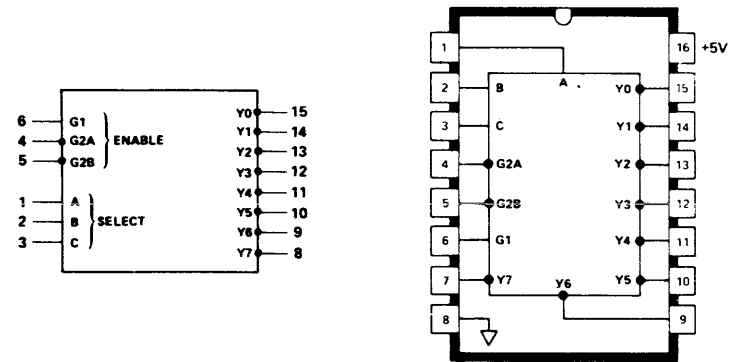 6 G1
4 G2A ENABLE
5 G2B
1 A
2 B SELECT
3 C
Y0 15
Y1 14
Y2 13
Y3 12
Y4 11
Y5 10
Y6 9
Y7 8
1 A 16 +5V
2 B Y0 15
3 C Y1 14
4 G2A Y2 13
5 G2B Y3 12
6 G1 Y4 11
7 Y7 Y6 Y5 10
8 9